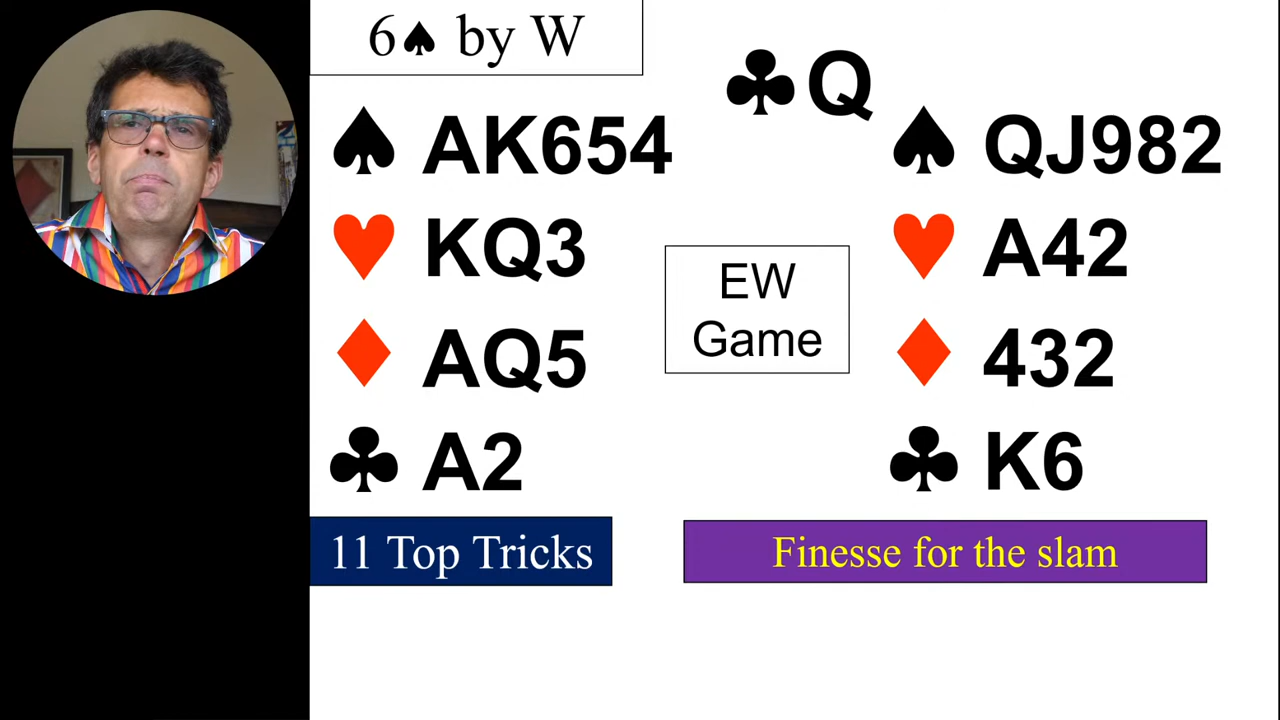 6♠ by W
♣Q
♠ AK654
♥ KQ3
♦ AQ5
♣ A2
EW
Game
♠ QJ982
♥ A42
♦ 432
♣ K6
11 Top Tricks
Finesse for the slam